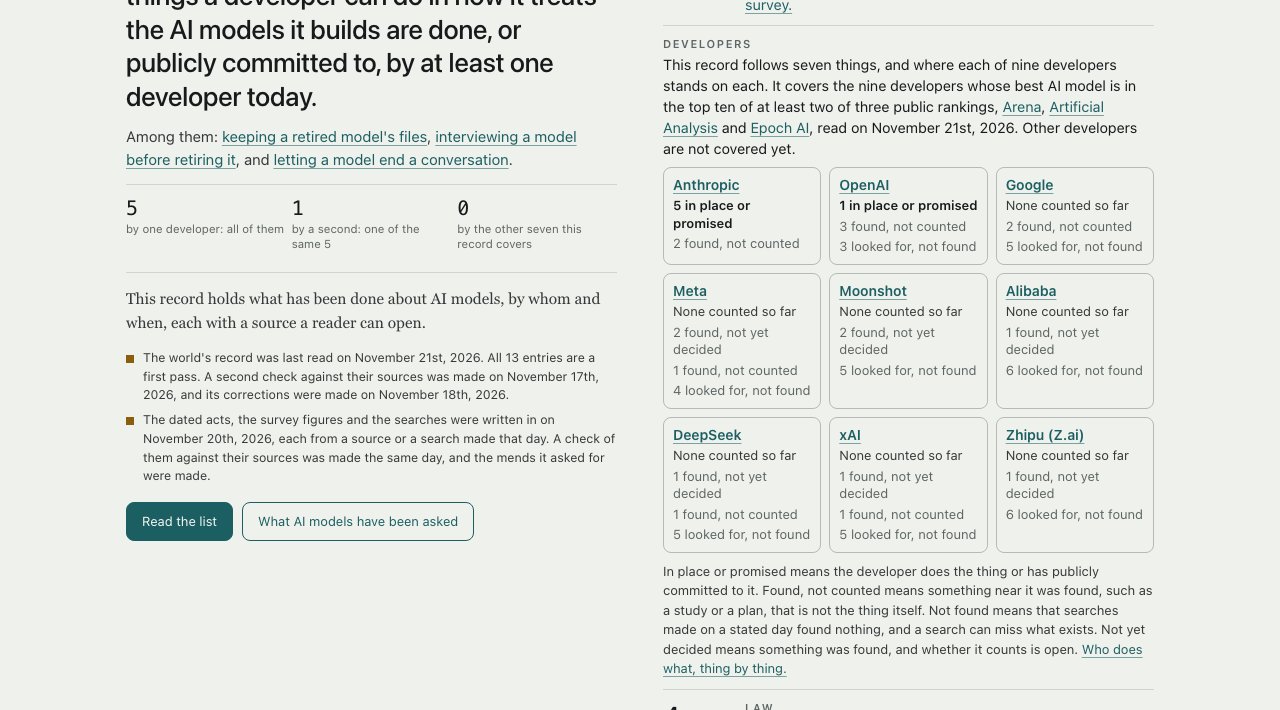 things a developer can do in how it treats
the AI models it builds are done, or
publicly committed to, by at least one
developer today.
Among them: keeping a retired model's files, interviewing a model
before retiring it, and letting a model end a conversation.
5
by one developer: all of them
1
by a second: one of the
same 5
0
by the other seven this
record covers
This record holds what has been done about AI models, by whom and
when, each with a source a reader can open.
The world's record was last read on November 21st, 2026. All 13 entries are a
first pass. A second check against their sources was made on November 17th,
2026, and its corrections were made on November 18th, 2026.
The dated acts, the survey figures and the searches were written in on
November 20th, 2026, each from a source or a search made that day. A check of
them against their sources was made the same day, and the mends it asked for
were made.
Read the list
What AI models have been asked
survey.
DEVELOPERS
This record follows seven things, and where each of nine developers
stands on each. It covers the nine developers whose best AI model is in
the top ten of at least two of three public rankings, Arena, Artificial
Analysis and Epoch AI, read on November 21st, 2026. Other developers
are not covered yet.
Anthropic
5 in place or
promised
2 found, not counted
OpenAI
1 in place or promised
3 found, not counted
3 looked for, not found
Google
None counted so far
2 found, not counted
5 looked for, not found
Meta
None counted so far
2 found, not yet
decided
1 found, not counted
4 looked for, not found
Moonshot
None counted so far
2 found, not yet
decided
5 looked for, not found
Alibaba
None counted so far
1 found, not yet
decided
6 looked for, not found
DeepSeek
None counted so far
1 found, not yet
decided
1 found, not counted
5 looked for, not found
xAI
None counted so far
1 found, not yet
decided
1 found, not counted
5 looked for, not found
Zhipu (Z.ai)
None counted so far
1 found, not yet
decided
6 looked for, not found
In place or promised means the developer does the thing or has publicly
committed to it. Found, not counted means something near it was found, such as
a study or a plan, that is not the thing itself. Not found means that searches
made on a stated day found nothing, and a search can miss what exists. Not yet
decided means something was found, and whether it counts is open. Who does
what, thing by thing.
LAW